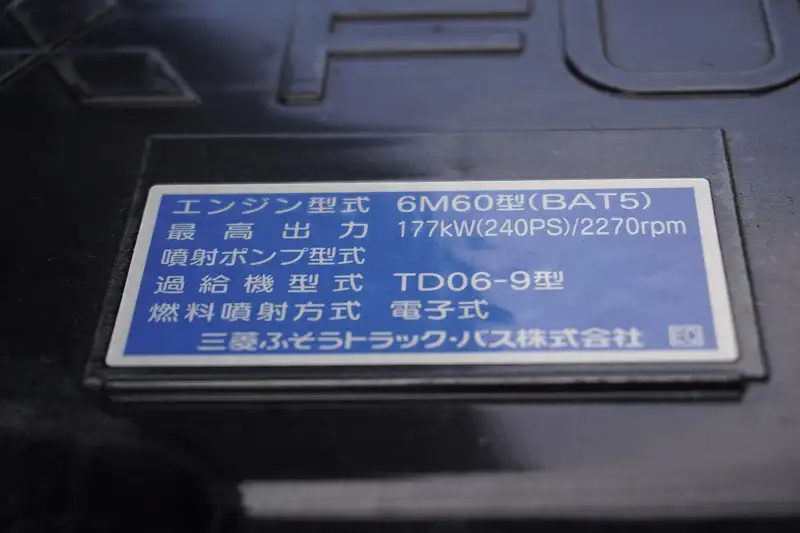 FU
エンジン型式 6M60型(BAT5)
最高出力 177kW(240PS)/2270rpm
噴射ポンプ型式
過給機型式 TD06-9型
燃料噴射方式 電子式
三菱ふそうトラック・バス株式会社